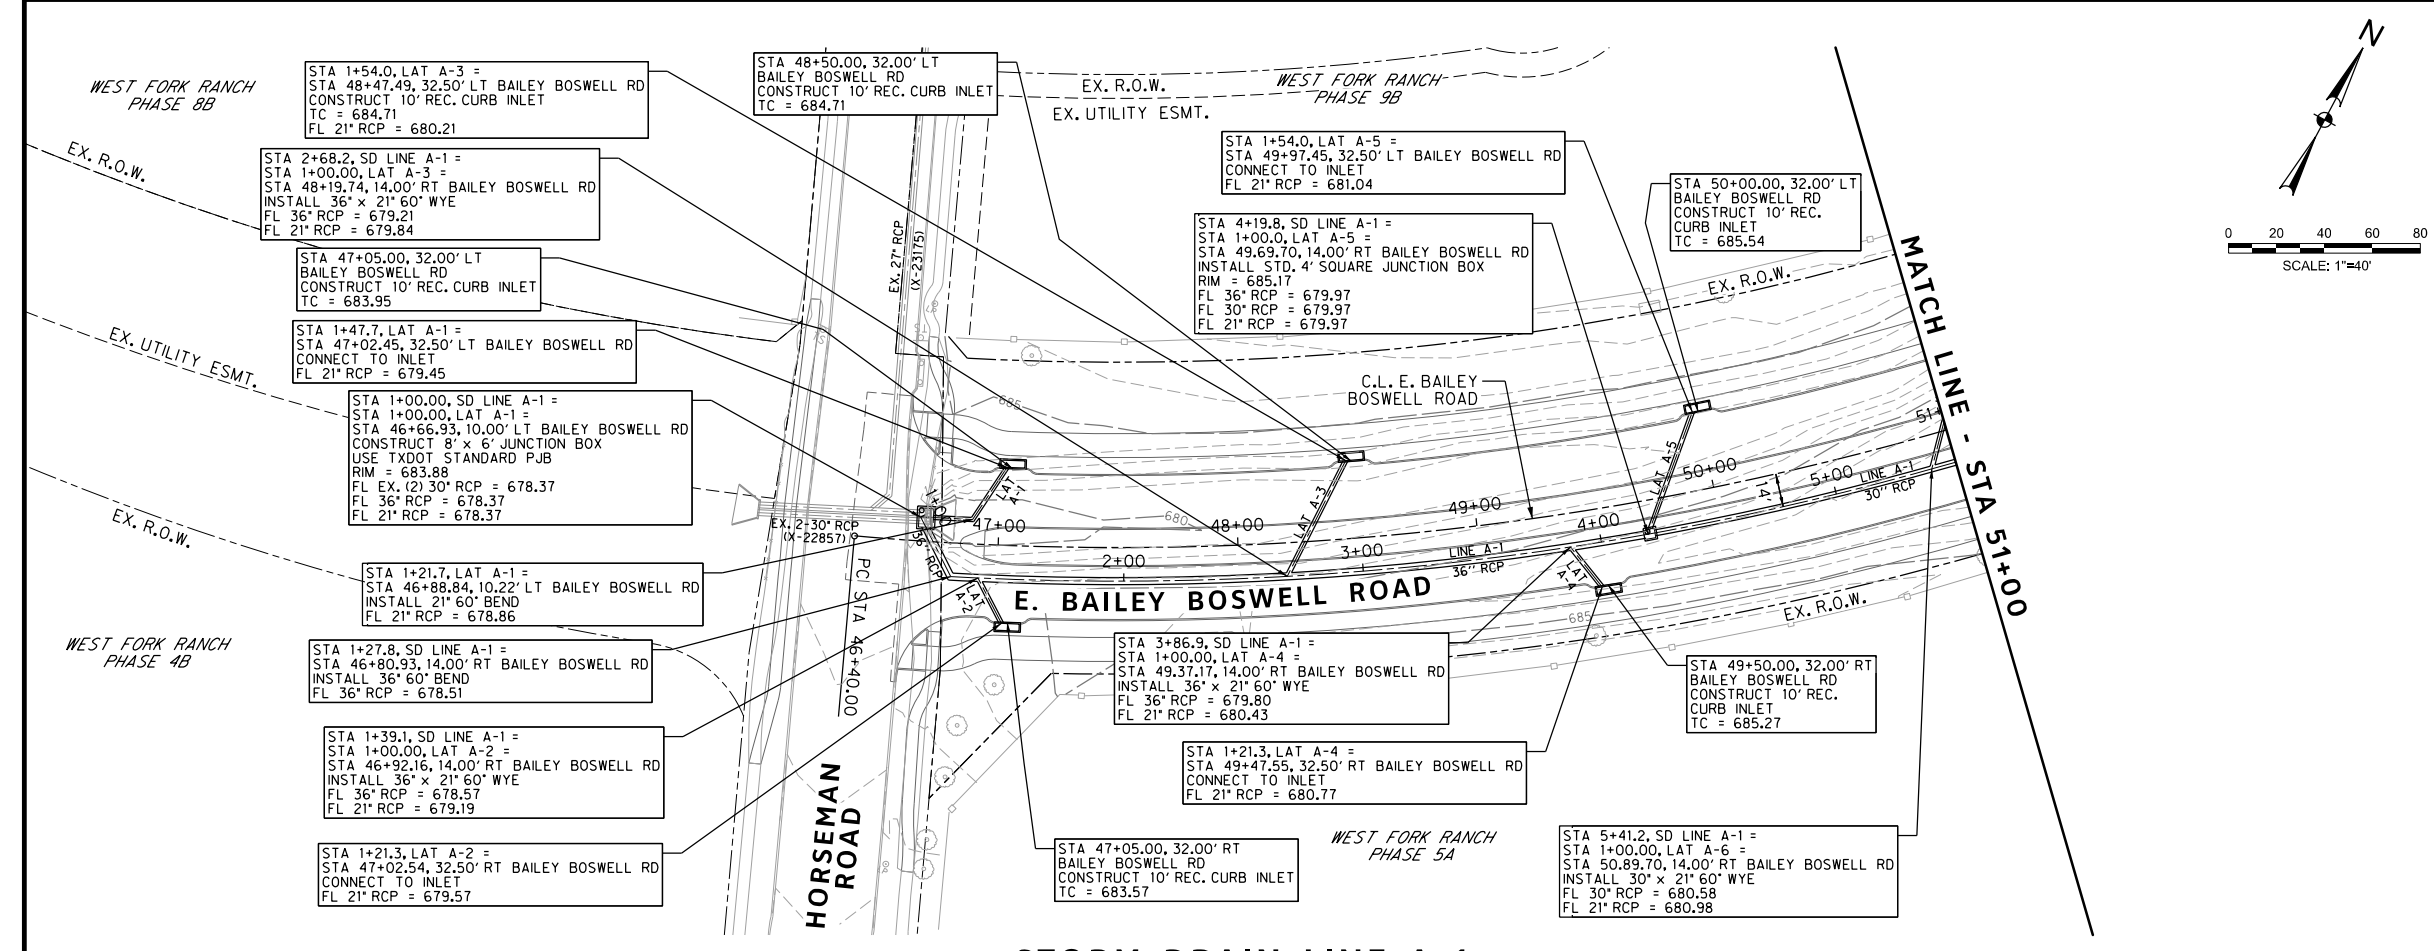 WEST FORK RANCH
PHASE 8B
STA 1+54.0, LAT A-3 =
STA 48+47.49, 32.50' LT BAILEY BOSWELL RD
CONSTRUCT 10' REC. CURB INLET
TC = 684.71
FL 21" RCP = 680.21
STA 48+50.00, 32.00' LT
BAILEY BOSWELL RD
CONSTRUCT 10' REC. CURB INLET
TC = 684.71
EX. R.O.W.
EX. UTILITY ESMT.
WEST FORK RANCH
PHASE 9B
N
0 20 40 60 80
SCALE: 1"=40'
EX. R.O.W.
STA 2+68.2, SD LINE A-1 =
STA 1+00.00, LAT A-3 =
STA 48+19.74, 14.00' RT BAILEY BOSWELL RD
INSTALL 36" x 21" 60° WYE
FL 36" RCP = 679.21
FL 21" RCP = 679.84
STA 1+54.0, LAT A-5 =
STA 49+97.45, 32.50' LT BAILEY BOSWELL RD
CONNECT TO INLET
FL 21" RCP = 681.04
STA 50+00.00, 32.00' LT
BAILEY BOSWELL RD
CONSTRUCT 10' REC.
CURB INLET
TC = 685.54
STA 47+05.00, 32.00' LT
BAILEY BOSWELL RD
CONSTRUCT 10' REC. CURB INLET
TC = 683.95
EX. 27" RCP
(X-23175)
STA 4+19.8, SD LINE A-1 =
STA 1+00.0, LAT A-5 =
STA 49.69.70, 14.00' RT BAILEY BOSWELL RD
INSTALL STD. 4' SQUARE JUNCTION BOX
RIM = 685.17
FL 36" RCP = 679.97
FL 30" RCP = 679.97
FL 21" RCP = 679.97
EX. R.O.W.
MATCH LINE - STA 51+00
EX. UTILITY ESMT.
STA 1+47.7, LAT A-1 =
STA 47+02.45, 32.50' LT BAILEY BOSWELL RD
CONNECT TO INLET
FL 21" RCP = 679.45
STA 1+00.00, SD LINE A-1 =
STA 1+00.00, LAT A-1 =
STA 46+66.93, 10.00' LT BAILEY BOSWELL RD
CONSTRUCT 8' x 6' JUNCTION BOX
USE TXDOT STANDARD PJB
RIM = 683.88
FL EX. (2) 30" RCP = 678.37
FL 36" RCP = 678.37
FL 21" RCP = 678.37
685
C.L. E. BAILEY
BOSWELL ROAD
LAT A-1
LAT A-3
LAT A-5
1+00
47+00
680
48+00
49+00
50+00
51
EX. 2-30" RCP
(X-22857)
36" RCP
2+00
3+00
LINE A-1
36" RCP
4+00
14'
5+00
LINE A-1
30" RCP
EX. R.O.W.
PC STA 46+40.00
LAT A-2
E. BAILEY BOSWELL ROAD
LAT A-4
685
EX. R.O.W.
STA 1+21.7, LAT A-1 =
STA 46+88.84, 10.22' LT BAILEY BOSWELL RD
INSTALL 21" 60° BEND
FL 21" RCP = 678.86
WEST FORK RANCH
PHASE 4B
STA 1+27.8, SD LINE A-1 =
STA 46+80.93, 14.00' RT BAILEY BOSWELL RD
INSTALL 36" 60° BEND
FL 36" RCP = 678.51
STA 3+86.9, SD LINE A-1 =
STA 1+00.00, LAT A-4 =
STA 49.37.17, 14.00' RT BAILEY BOSWELL RD
INSTALL 36" x 21" 60° WYE
FL 36" RCP = 679.80
FL 21" RCP = 680.43
STA 49+50.00, 32.00' RT
BAILEY BOSWELL RD
CONSTRUCT 10' REC.
CURB INLET
TC = 685.27
STA 1+39.1, SD LINE A-1 =
STA 1+00.00, LAT A-2 =
STA 46+92.16, 14.00' RT BAILEY BOSWELL RD
INSTALL 36" x 21" 60° WYE
FL 36" RCP = 678.57
FL 21" RCP = 679.19
STA 1+21.3, LAT A-4 =
STA 49+47.55, 32.50' RT BAILEY BOSWELL RD
CONNECT TO INLET
FL 21" RCP = 680.77
HORSEMAN
ROAD
STA 1+21.3, LAT A-2 =
STA 47+02.54, 32.50' RT BAILEY BOSWELL RD
CONNECT TO INLET
FL 21" RCP = 679.57
STA 47+05.00, 32.00' RT
BAILEY BOSWELL RD
CONSTRUCT 10' REC. CURB INLET
TC = 683.57
WEST FORK RANCH
PHASE 5A
STA 5+41.2, SD LINE A-1 =
STA 1+00.00, LAT A-6 =
STA 50.89.70, 14.00' RT BAILEY BOSWELL RD
INSTALL 30" x 21" 60° WYE
FL 30" RCP = 680.58
FL 21" RCP = 680.98